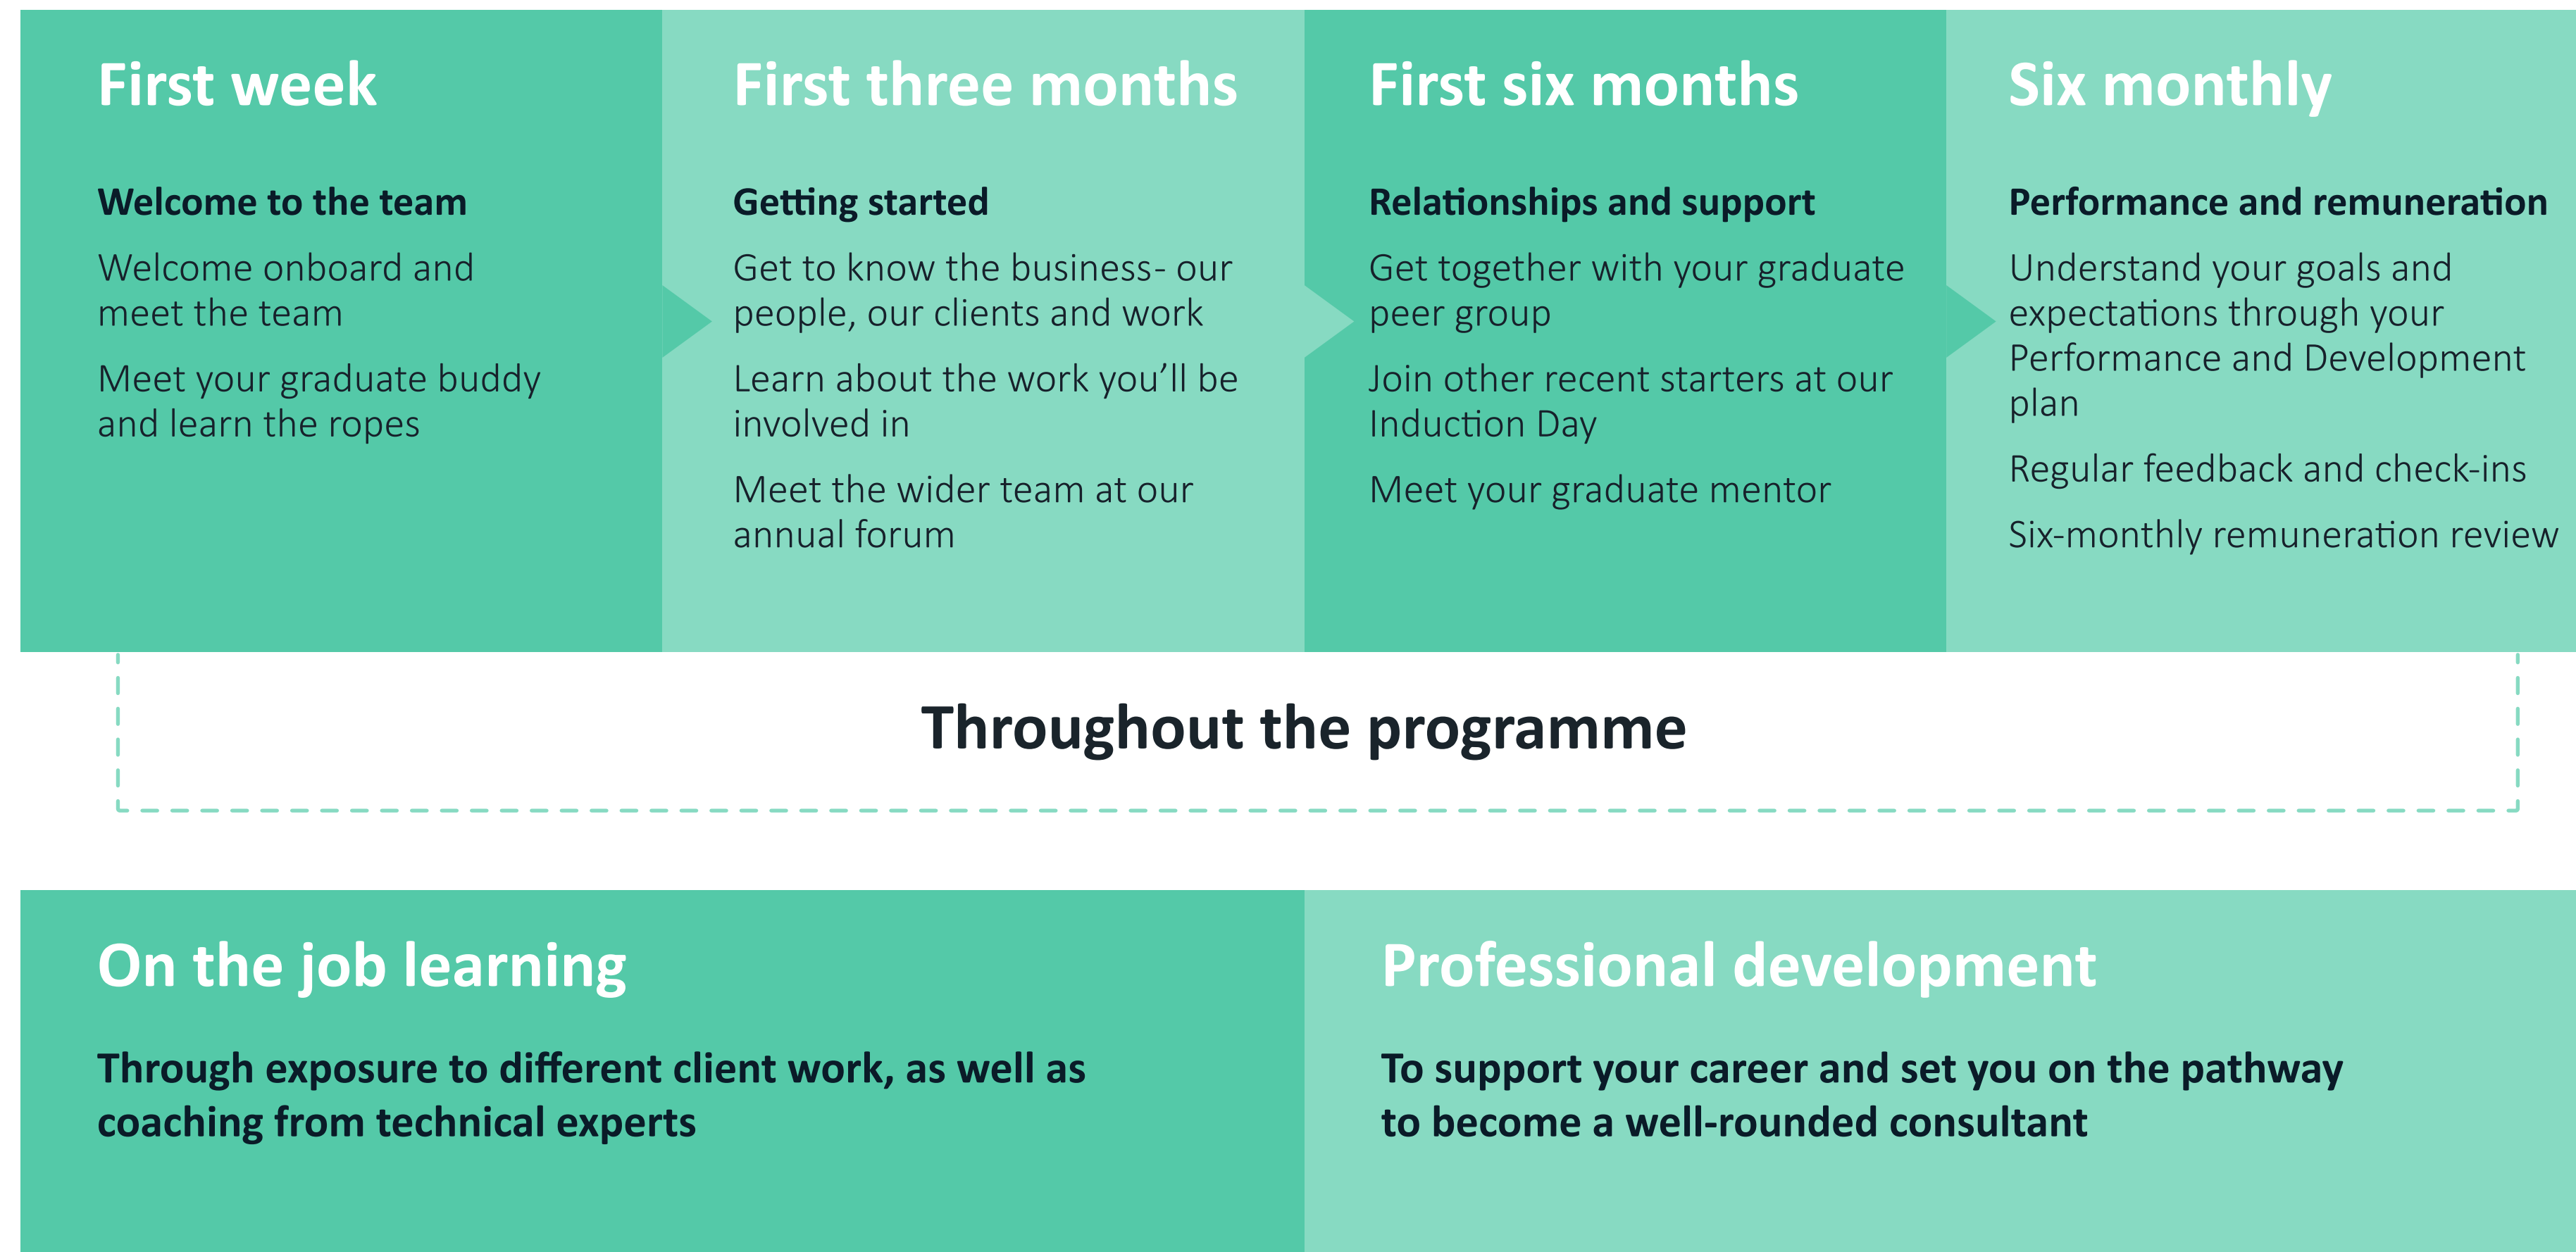 First week
Welcome to the team
Welcome onboard and
meet the team
Meet your graduate buddy
and learn the ropes
First three months
Getting started
Get to know the business- our
people, our clients and work
Learn about the work you’ll be
involved in
Meet the wider team at our
annual forum
First six months
Relationships and support
Get together with your graduate
peer group
Join other recent starters at our
Induction Day
Meet your graduate mentor
Six monthly
Performance and remuneration
Understand your goals and
expectations through your
Performance and Development
plan
Regular feedback and check-ins
Six-monthly remuneration review
Throughout the programme
On the job learning
Through exposure to different client work, as well as
coaching from technical experts
Professional development
To support your career and set you on the pathway
to become a well-rounded consultant